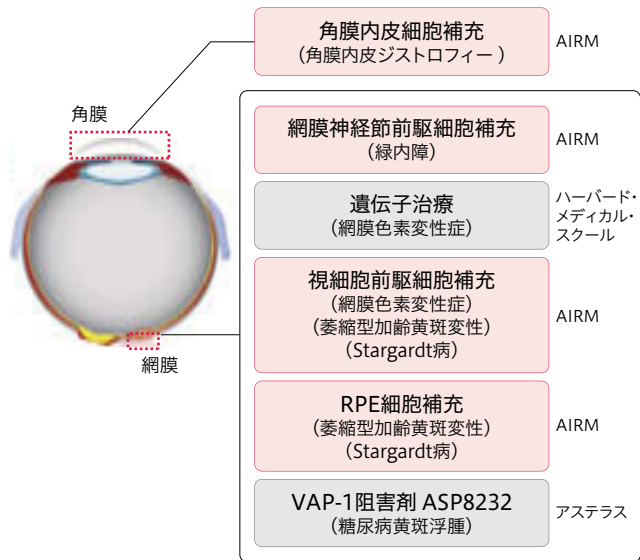 角膜内皮細胞補充
（角膜内皮ジストロフィー ）
AIRM
角膜
網膜神経節前駆細胞補充
（緑内障）
AIRM
遺伝子治療
（網膜色素変性症）
ハーバード・
メディカル・
スクール
視細胞前駆細胞補充
（網膜色素変性症）
（萎縮型加齢黄斑変性）
（Stargardt病）
AIRM
網膜
RPE細胞補充
（萎縮型加齢黄斑変性）
（Stargardt病）
AIRM
VAP-1阻害剤 ASP8232
（糖尿病黄斑浮腫）
アステラス